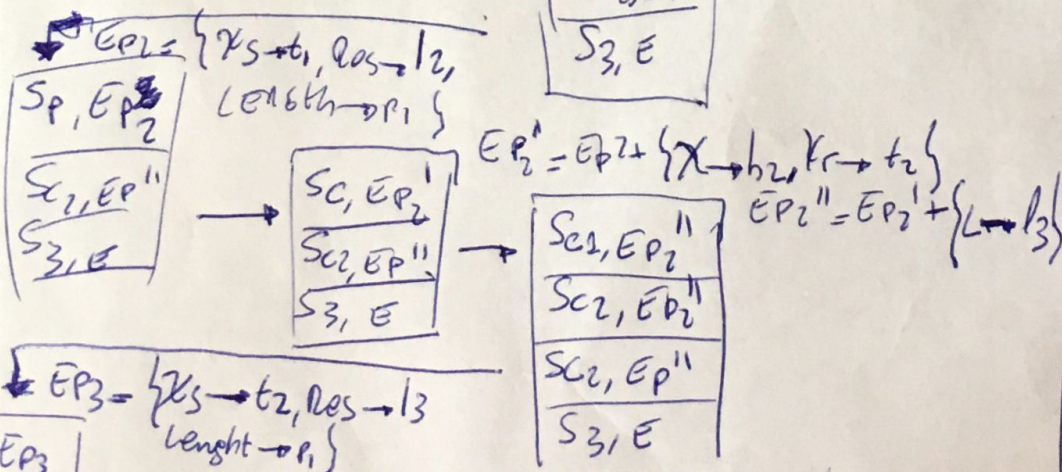 S3, E
EP2 = { Xs → t1, Res → l2,
Length → P1 }
SP, EP2
SC2, EP''
S3, E
SC, EP2'
SC2, EP''
S3, E
EP2' = EP2 + { X → h2, Xr → t2 }
EP2'' = EP2' + { L → l3 }
SC1, EP2''
SC2, EP2''
SC2, EP''
S3, E
EP3 = { Xs → t2, Res → l3
Lenght → P1 }
EP3